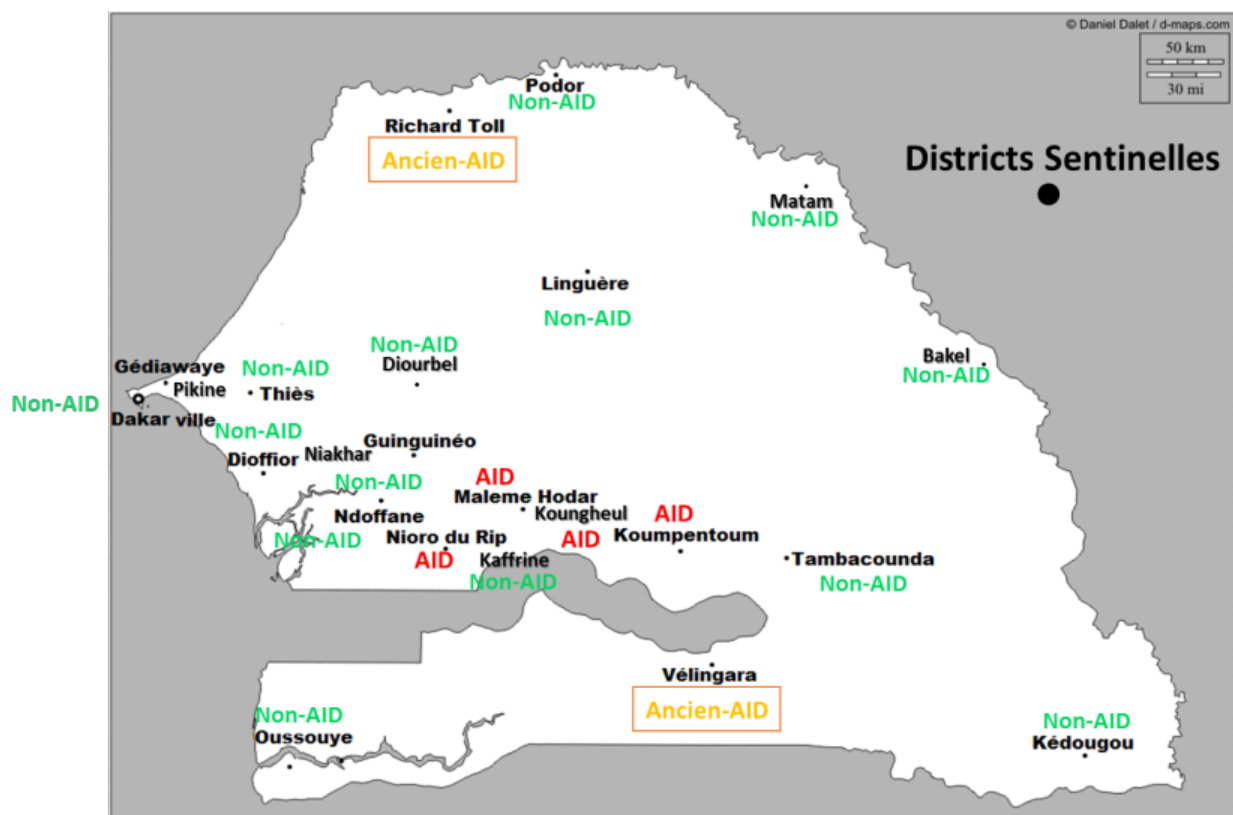 © Daniel Dalet / d-maps.com
50 km
30 mi
Podor
Non-AID
Richard Toll
Ancien-AID
Districts Sentinelles
Matam
Non-AID
Linguère
Non-AID
Non-AID
Diourbel
Bakel
Non-AID
Gédiawaye
Pikine
Non-AID
Thiès
Non-AID
Dakar ville
Non-AID
Dioffior
Niakhar
Guinguinéo
Non-AID
Ndoffane
AID
Maleme Hodar
Koungheul
AID
AID
Koumpentoum
Non-AID
Nioro du Rip
AID
Kaffrine
Non-AID
Tambacounda
Non-AID
Vélingara
Ancien-AID
Non-AID
Oussouye
Non-AID
Kédougou